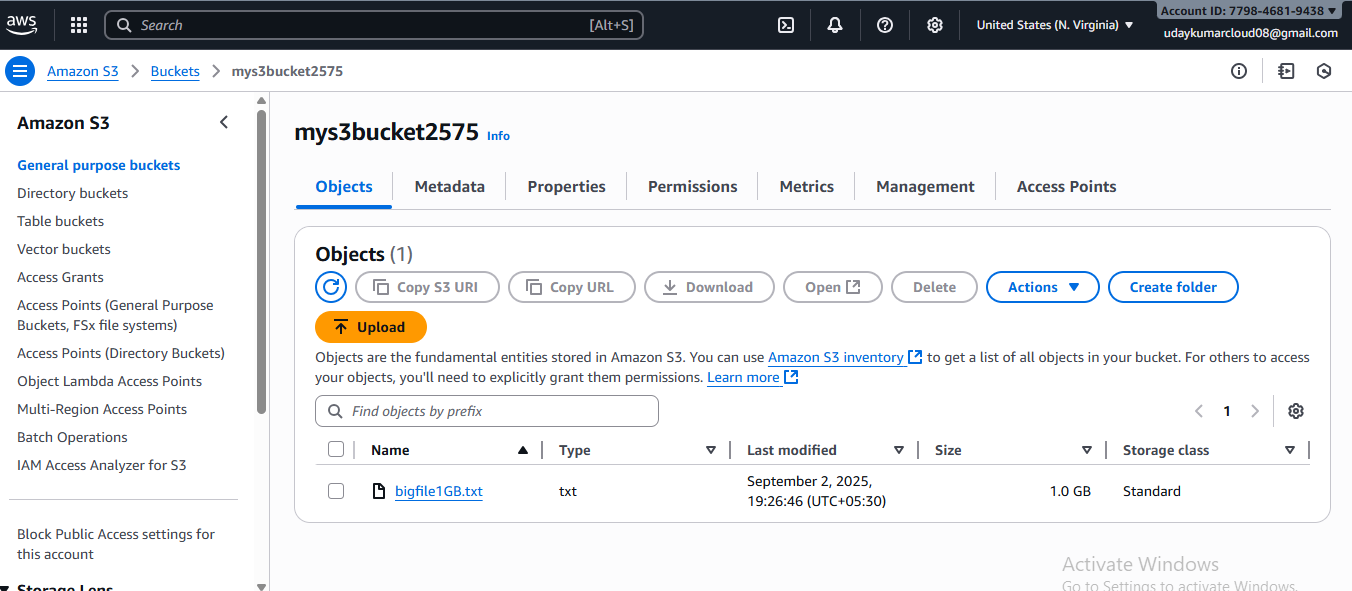 aws
Search [Alt+S]
United States (N. Virginia)
Account ID: 7798-4681-9438
udaykumarcloud08@gmail.com
Amazon S3 Buckets mys3bucket2575
Amazon S3
General purpose buckets
Directory buckets
Table buckets
Vector buckets
Access Grants
Access Points (General Purpose
Buckets, FSx file systems)
Access Points (Directory Buckets)
Object Lambda Access Points
Multi-Region Access Points
Batch Operations
IAM Access Analyzer for S3
Block Public Access settings for
this account
Storage Lens
mys3bucket2575 Info
Objects Metadata Properties Permissions Metrics Management Access Points
Objects (1)
Copy S3 URI Copy URL Download Open Delete Actions Create folder
Upload
Objects are the fundamental entities stored in Amazon S3. You can use Amazon S3 inventory to get a list of all objects in your bucket. For others to access
your objects, you'll need to explicitly grant them permissions. Learn more
Find objects by prefix
1
Name Type Last modified Size Storage class
bigfile1GB.txt txt September 2, 2025, 1.0 GB Standard
19:26:46 (UTC+05:30)
Activate Windows
Go to Settings to activate Windows.